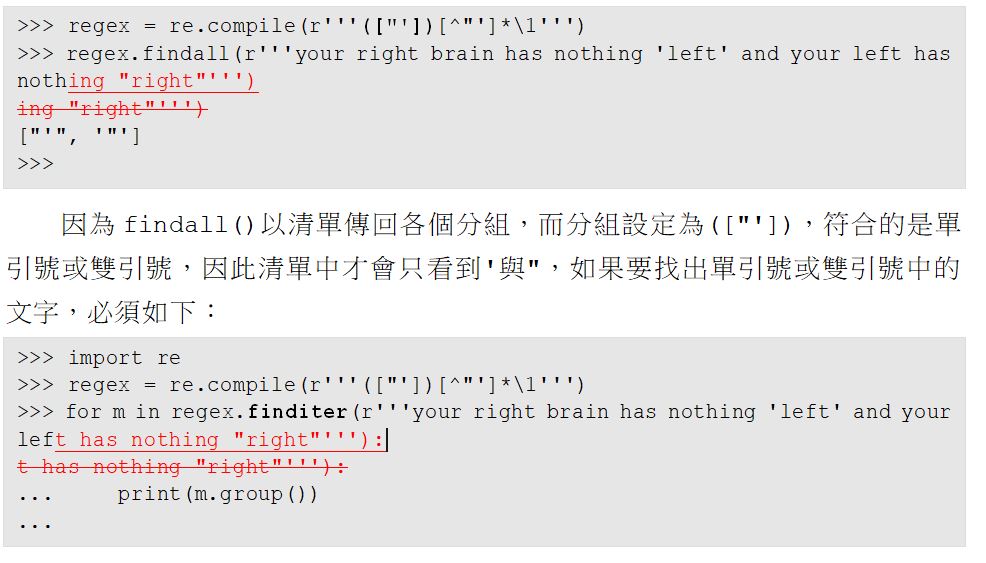 >>> regex = re.compile(r'''(["'])[^"']*\1''')
>>> regex.findall(r'''your right brain has nothing 'left' and your left has
nothing "right"''')
ing "right"''')
["'", '"']
>>>
因為 findall()以清單傳回各個分組，而分組設定為(["'])，符合的是單
引號或雙引號，因此清單中才會只看到'與"，如果要找出單引號或雙引號中的
文字，必須如下：
>>> import re
>>> regex = re.compile(r'''(["'])[^"']*\1''')
>>> for m in regex.finditer(r'''your right brain has nothing 'left' and your
left has nothing "right"'''):
t has nothing "right"'''):
...     print(m.group())
...